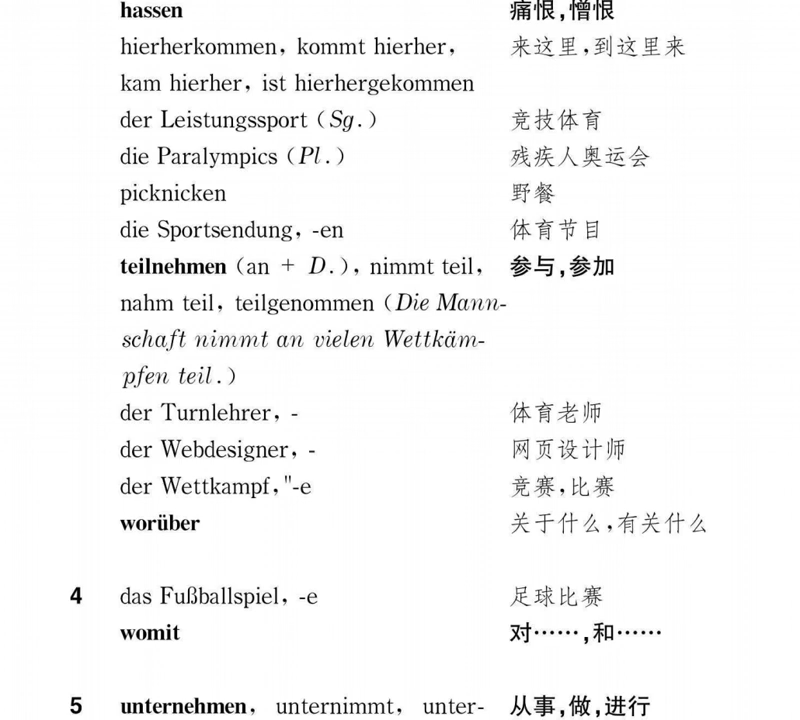 hassen 痛恨,憎恨
hierherkommen, kommt hierher, 来这里,到这里来
kam hierher, ist hierhergekommen
der Leistungssport (Sg.) 竞技体育
die Paralympics (Pl.) 残疾人奥运会
picknicken 野餐
die Sportsendung, -en 体育节目
teilnehmen (an + D.), nimmt teil, 参与,参加
nahm teil, teilgenommen (Die Mann-
schaft nimmt an vielen Wettkäm-
pfen teil.)
der Turnlehrer, - 体育老师
der Webdesigner, - 网页设计师
der Wettkampf, "-e 竞赛,比赛
worüber 关于什么,有关什么
4 das Fußballspiel, -e 足球比赛
womit 对……,和……
5 unternehmen, unternimmt, unter- 从事,做,进行